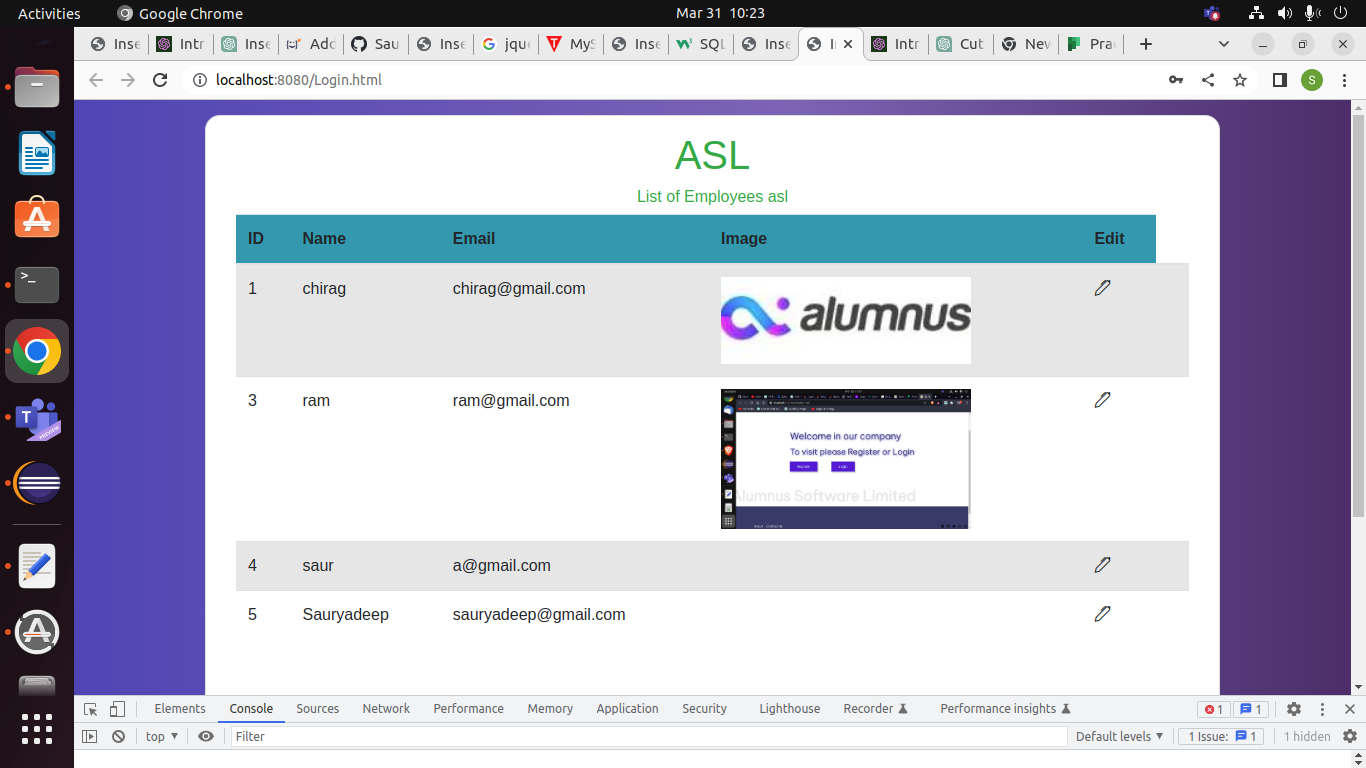 Activities Google Chrome Mar 31 10:23
Inse Intr Inse Add Sau Inse jque MyS Inse SQL Inse Intr Cut Nev Pra
localhost:8080/Login.html S
ASL
List of Employees asl
ID Name Email Image Edit
1 chirag chirag@gmail.com alumnus
3 ram ram@gmail.com
Welcome in our company
To visit please Register or Login
Alumnus Software Limited
4 saur a@gmail.com
5 Sauryadeep sauryadeep@gmail.com
Elements Console Sources Network Performance Memory Application Security Lighthouse Recorder Performance insights 1 1
top Filter Default levels 1 Issue: 1 1 hidden